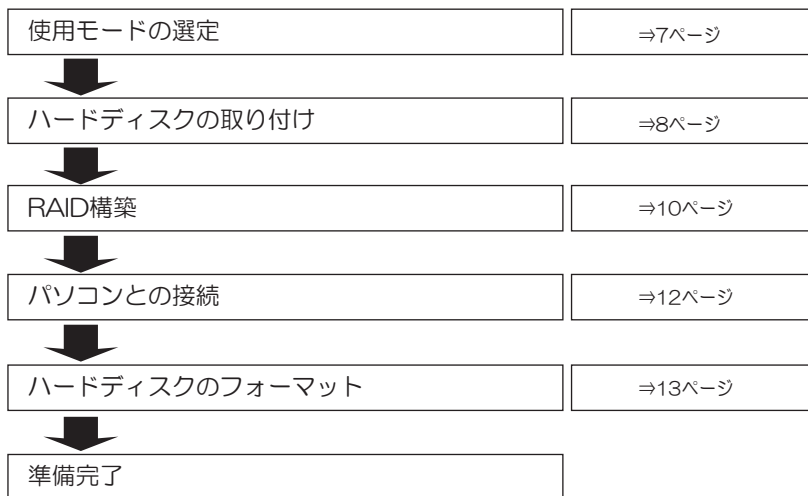 使用モードの選定 ⇒7ページ
ハードディスクの取り付け ⇒8ページ
RAID構築 ⇒10ページ
パソコンとの接続 ⇒12ページ
ハードディスクのフォーマット ⇒13ページ
準備完了